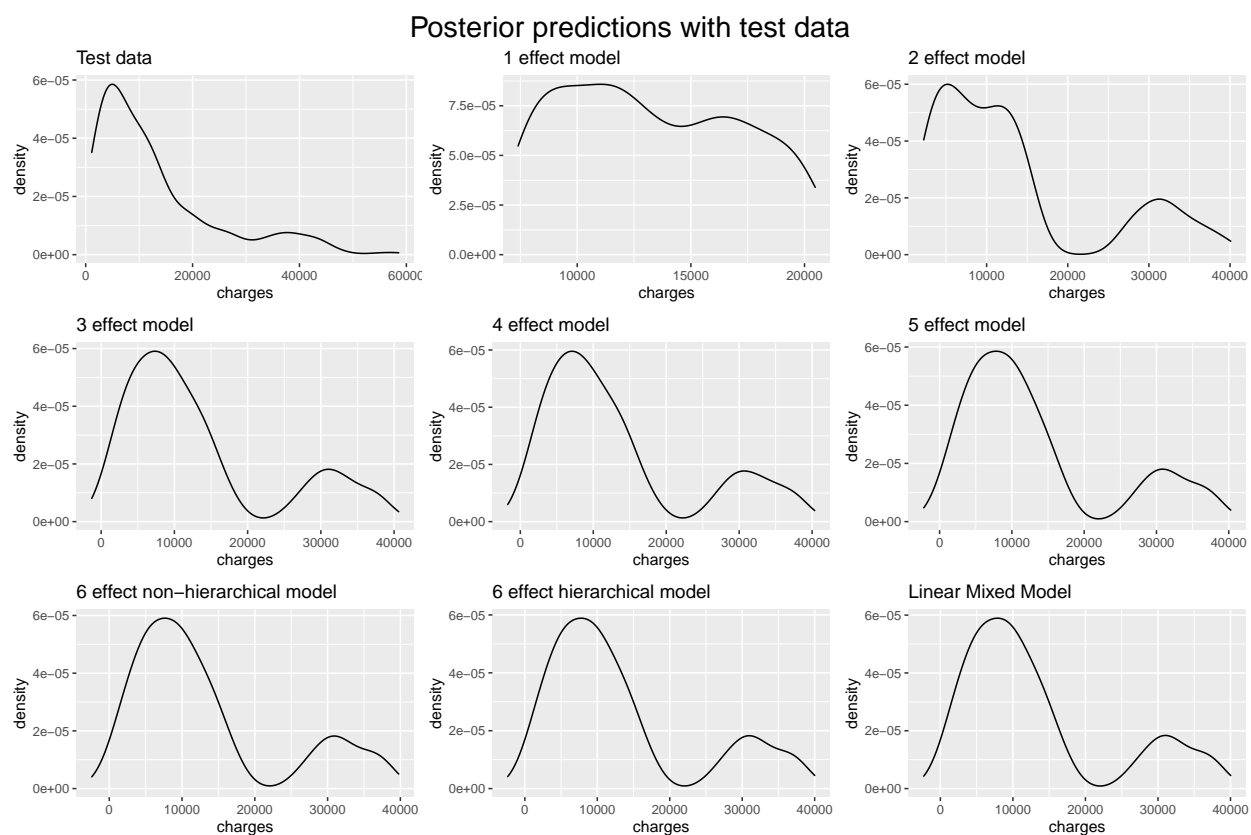 Posterior predictions with test data
Test data
6e−05
4e−05
2e−05
0e+00
density
0 20000 40000 60000
charges
1 effect model
7.5e−05
5.0e−05
2.5e−05
0.0e+00
density
10000 15000 20000
charges
2 effect model
6e−05
4e−05
2e−05
0e+00
density
10000 20000 30000 40000
charges
3 effect model
6e−05
4e−05
2e−05
0e+00
density
0 10000 20000 30000 40000
charges
4 effect model
6e−05
4e−05
2e−05
0e+00
density
0 10000 20000 30000 40000
charges
5 effect model
6e−05
4e−05
2e−05
0e+00
density
0 10000 20000 30000 40000
charges
6 effect non−hierarchical model
6e−05
4e−05
2e−05
0e+00
density
0 10000 20000 30000 40000
charges
6 effect hierarchical model
6e−05
4e−05
2e−05
0e+00
density
0 10000 20000 30000 40000
charges
Linear Mixed Model
6e−05
4e−05
2e−05
0e+00
density
0 10000 20000 30000 40000
charges